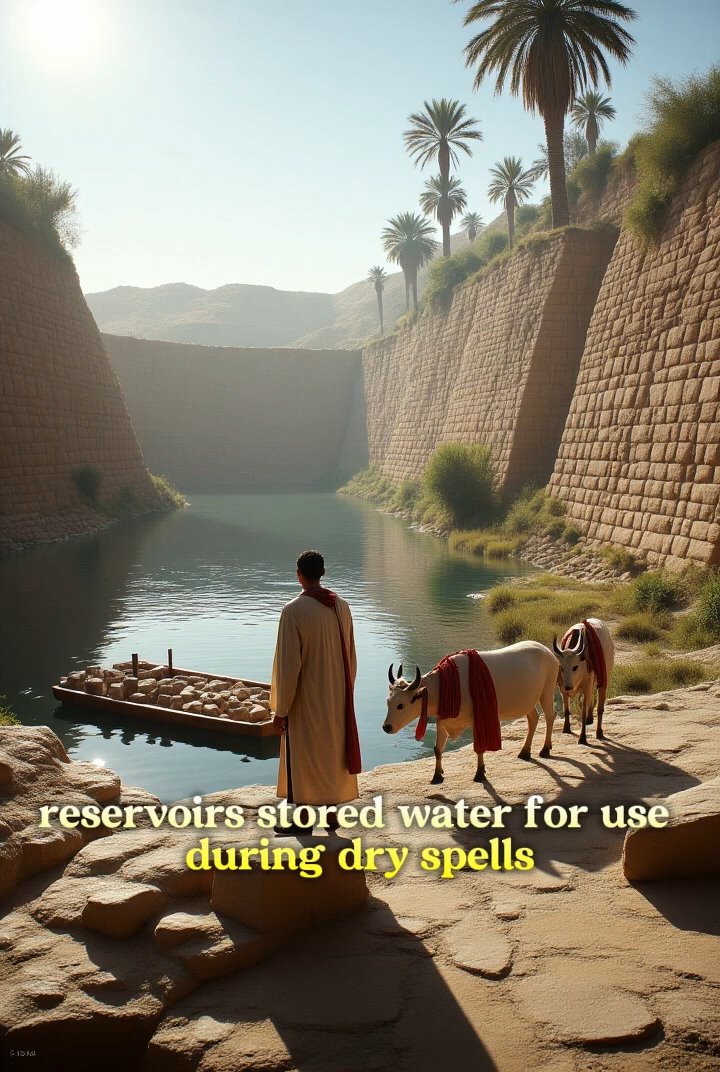 reservoirs stored water for use
during dry spells